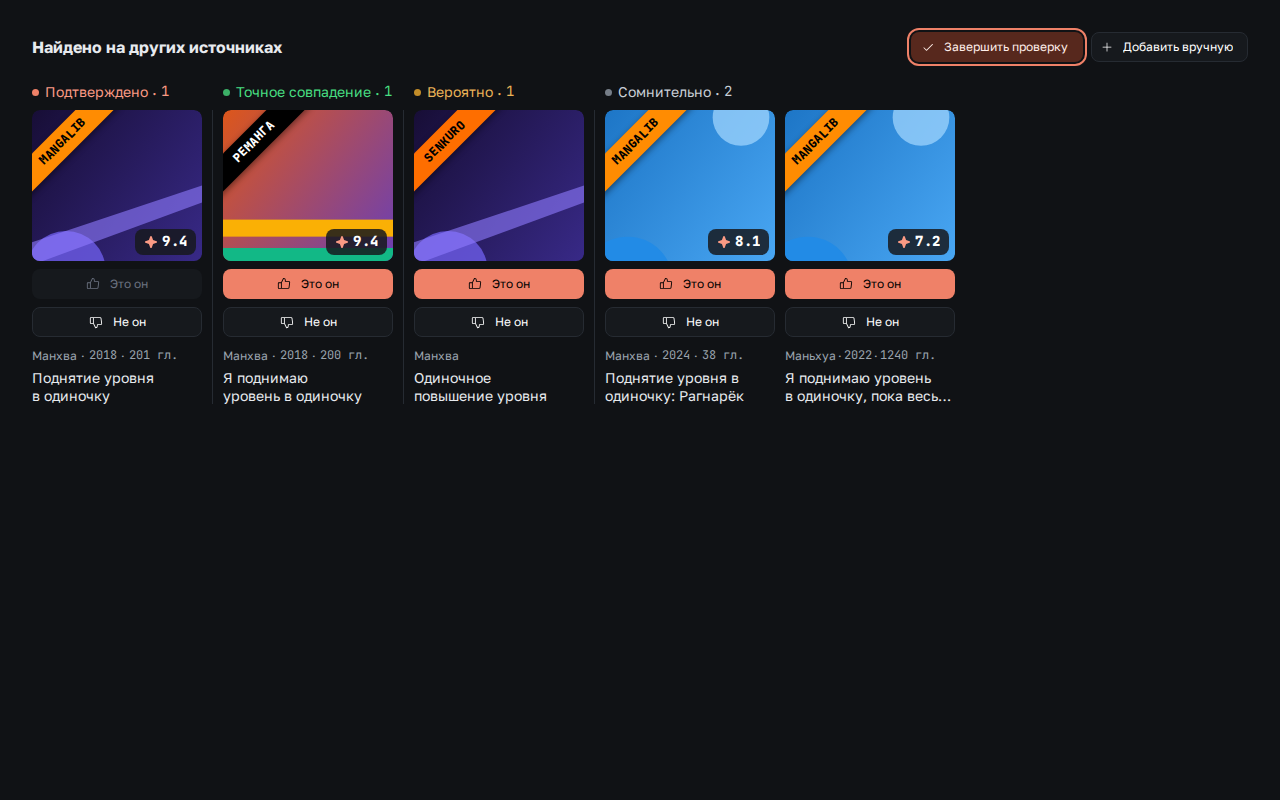 Найдено на других источниках
Завершить проверку
Добавить вручную
Подтверждено · 1
Точное совпадение · 1
Вероятно · 1
Сомнительно · 2
MANGALIB
РЕМАНГА
SENKURO
MANGALIB
MANGALIB
9.4
9.4
8.1
7.2
Это он
Это он
Это он
Это он
Это он
Не он
Не он
Не он
Не он
Не он
Манхва · 2018 · 201 гл.
Манхва · 2018 · 200 гл.
Манхва
Манхва · 2024 · 38 гл.
Маньхуа · 2022 · 1240 гл.
Поднятие уровня
в одиночку
Я поднимаю
уровень в одиночку
Одиночное
повышение уровня
Поднятие уровня в
одиночку: Рагнарёк
Я поднимаю уровень
в одиночку, пока весь...